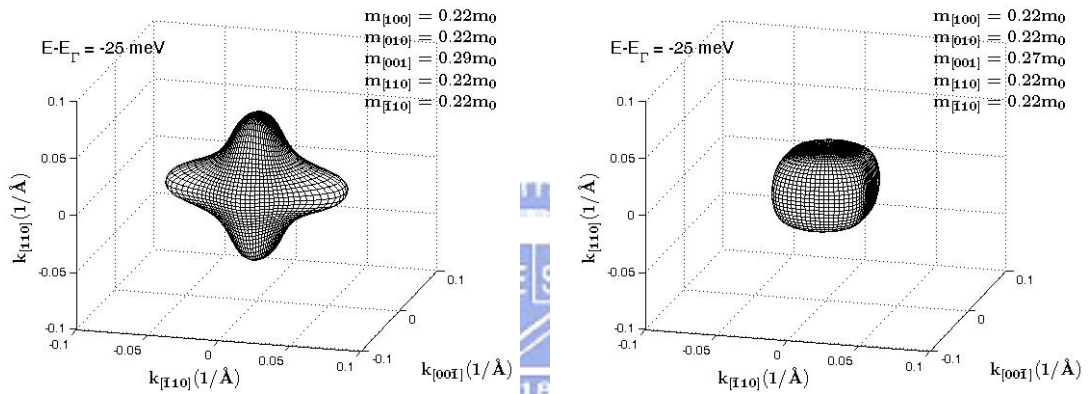 m[100] = 0.22m0
m[010] = 0.22m0
E-EΓ = -25 meV
m[001] = 0.29m0
m[110] = 0.22m0
m[1̄10] = 0.22m0
0.1
0.05
0
-0.05
-0.1
k[110](1/Å)
-0.1
-0.05
0
0.05
0.1
k[1̄10](1/Å)
-0.1
0
0.1
k[001̄](1/Å)
m[100] = 0.22m0
m[010] = 0.22m0
E-EΓ = -25 meV
m[001] = 0.27m0
m[110] = 0.22m0
m[1̄10] = 0.22m0
0.1
0.05
0
-0.05
-0.1
k[110](1/Å)
-0.1
-0.05
0
0.05
0.1
k[1̄10](1/Å)
-0.1
0
0.1
k[001̄](1/Å)